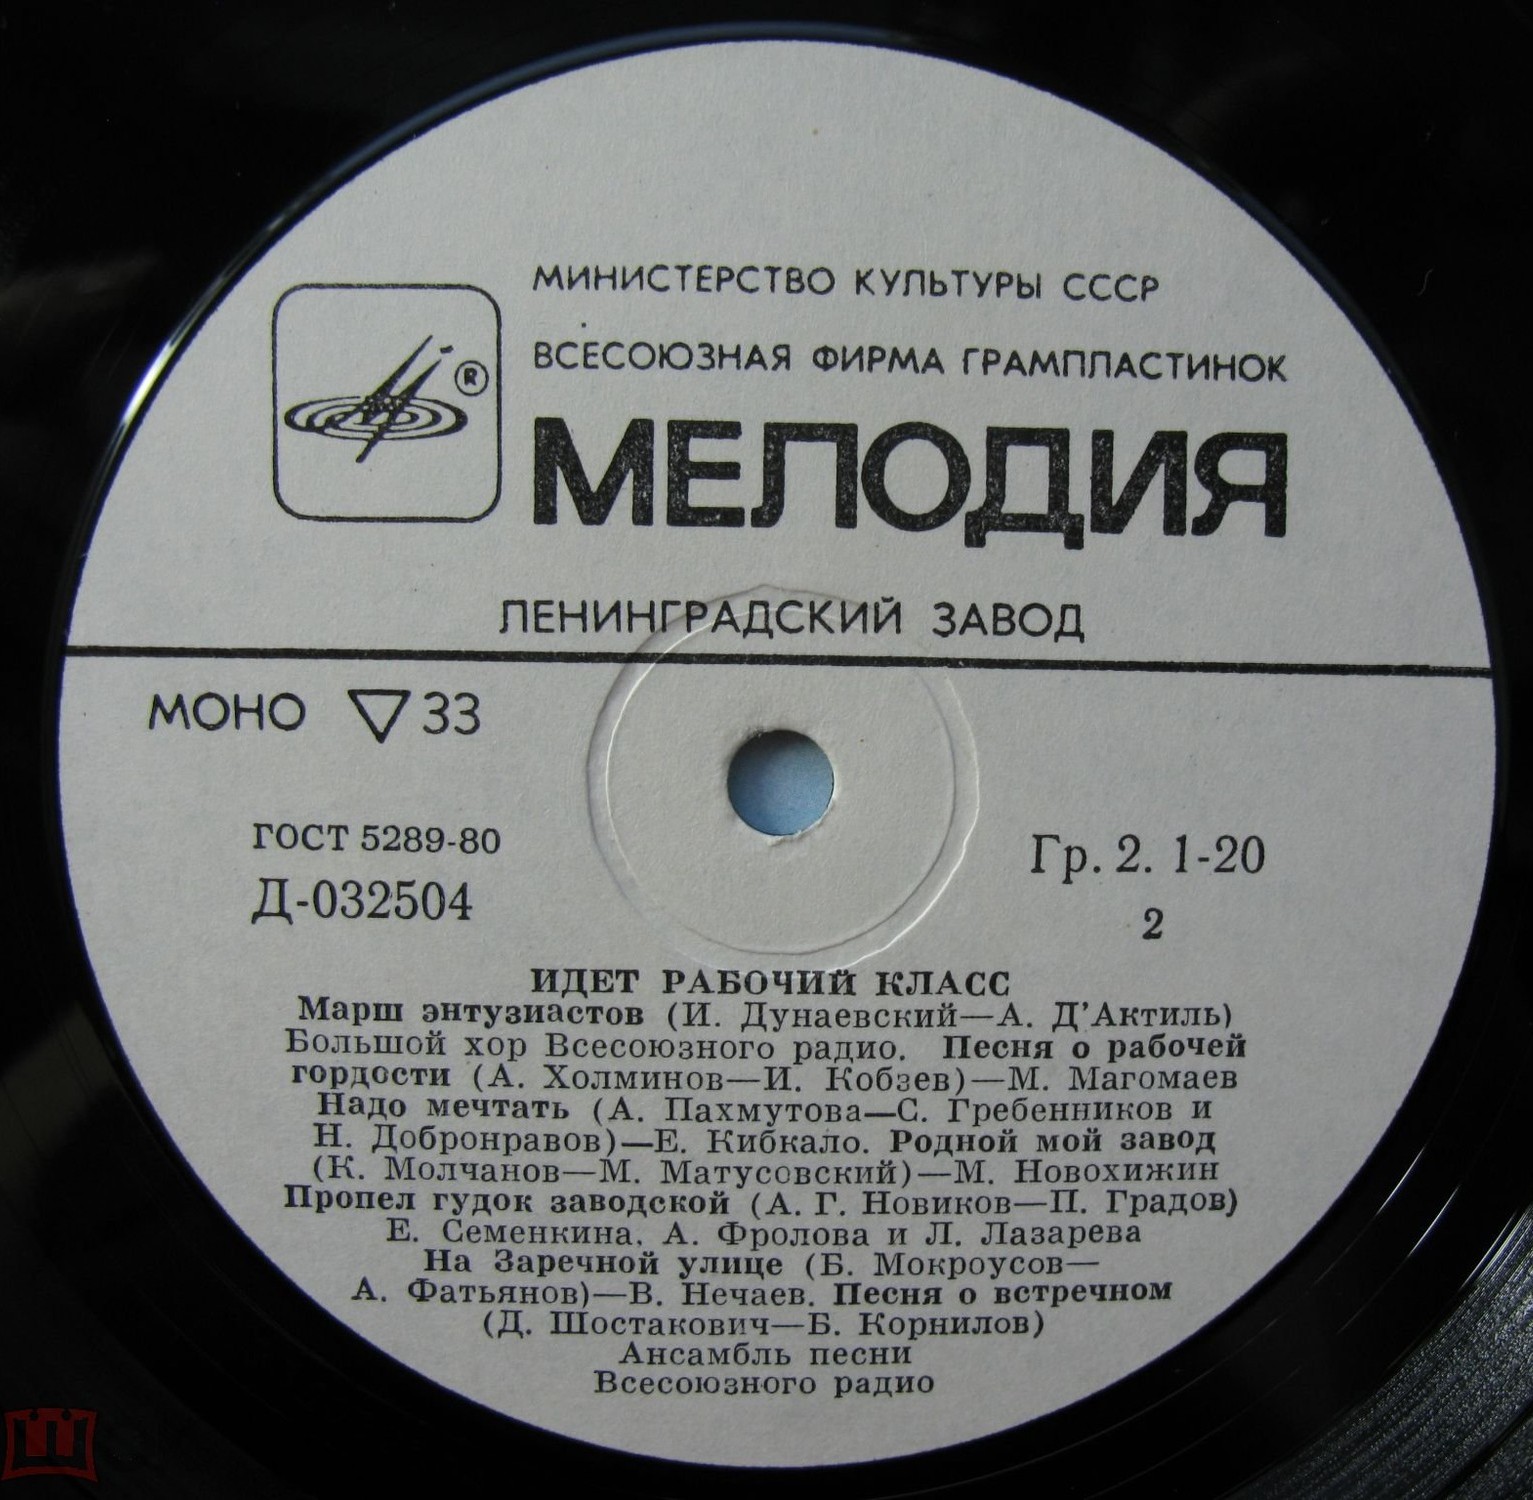 МИНИСТЕРСТВО КУЛЬТУРЫ СССР
ВСЕСОЮЗНАЯ ФИРМА ГРАМПЛАСТИНОК
®
МЕЛОДИЯ
ЛЕНИНГРАДСКИЙ ЗАВОД
МОНО ▽ 33
ГОСТ 5289-80
Д-032504
Гр. 2. 1-20
2
ИДЕТ РАБОЧИЙ КЛАСС
Марш энтузиастов (И. Дунаевский—А. Д'Актиль)
Большой хор Всесоюзного радио. Песня о рабочей
гордости (А. Холминов—И. Кобзев)—М. Магомаев
Надо мечтать (А. Пахмутова—С. Гребенников и
Н. Добронравов)—Е. Кибкало. Родной мой завод
(К. Молчанов—М. Матусовский)—М. Новохижин
Пропел гудок заводской (А. Г. Новиков—П. Градов)
Е. Семенкина, А. Фролова и Л. Лазарева
На Заречной улице (Б. Мокроусов—
А. Фатьянов)—В. Нечаев. Песня о встречном
(Д. Шостакович—Б. Корнилов)
Ансамбль песни
Всесоюзного радио